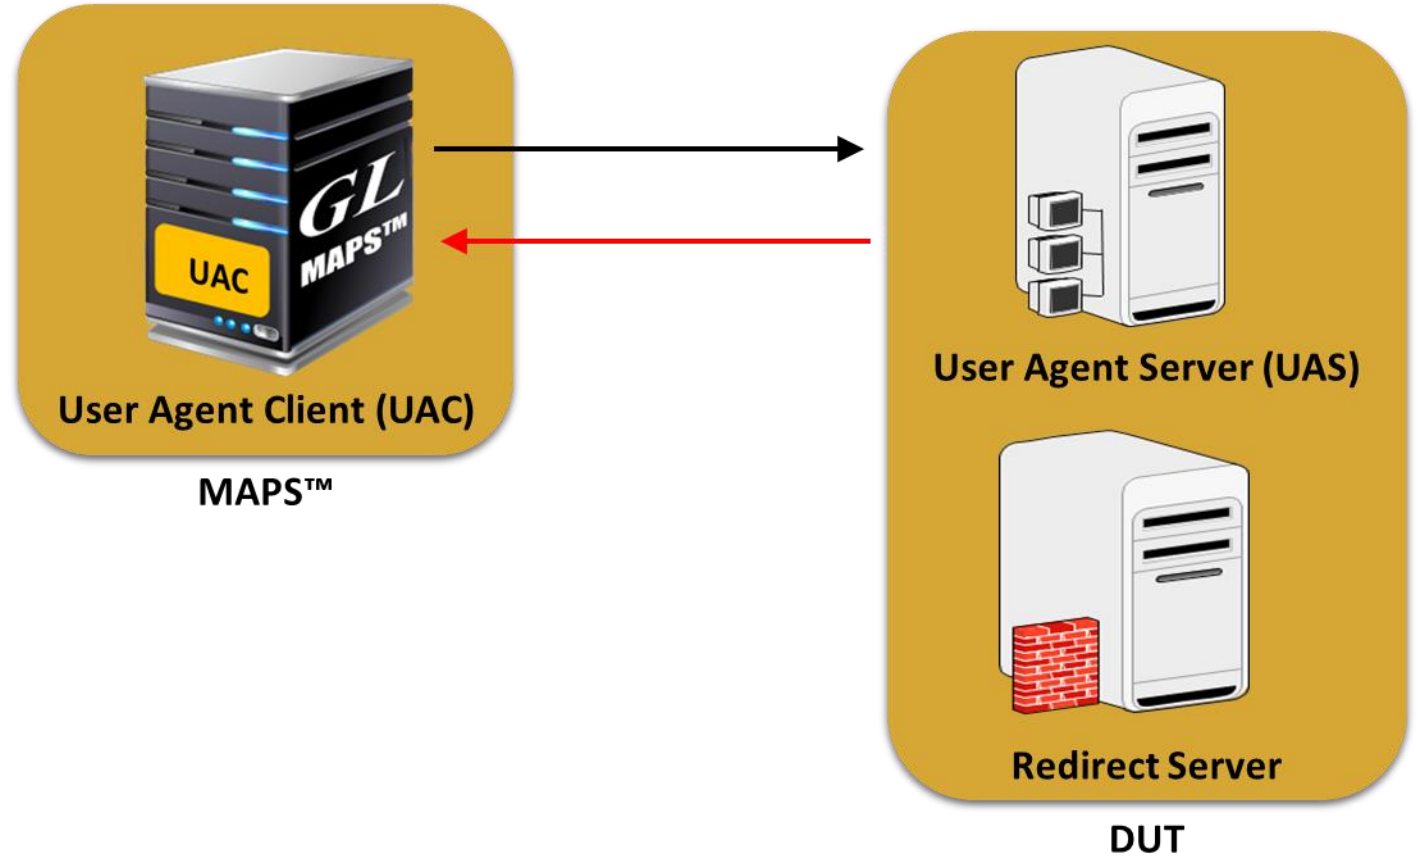 GL
MAPS™
UAC
User Agent Client (UAC)
MAPS™
User Agent Server (UAS)
Redirect Server
DUT